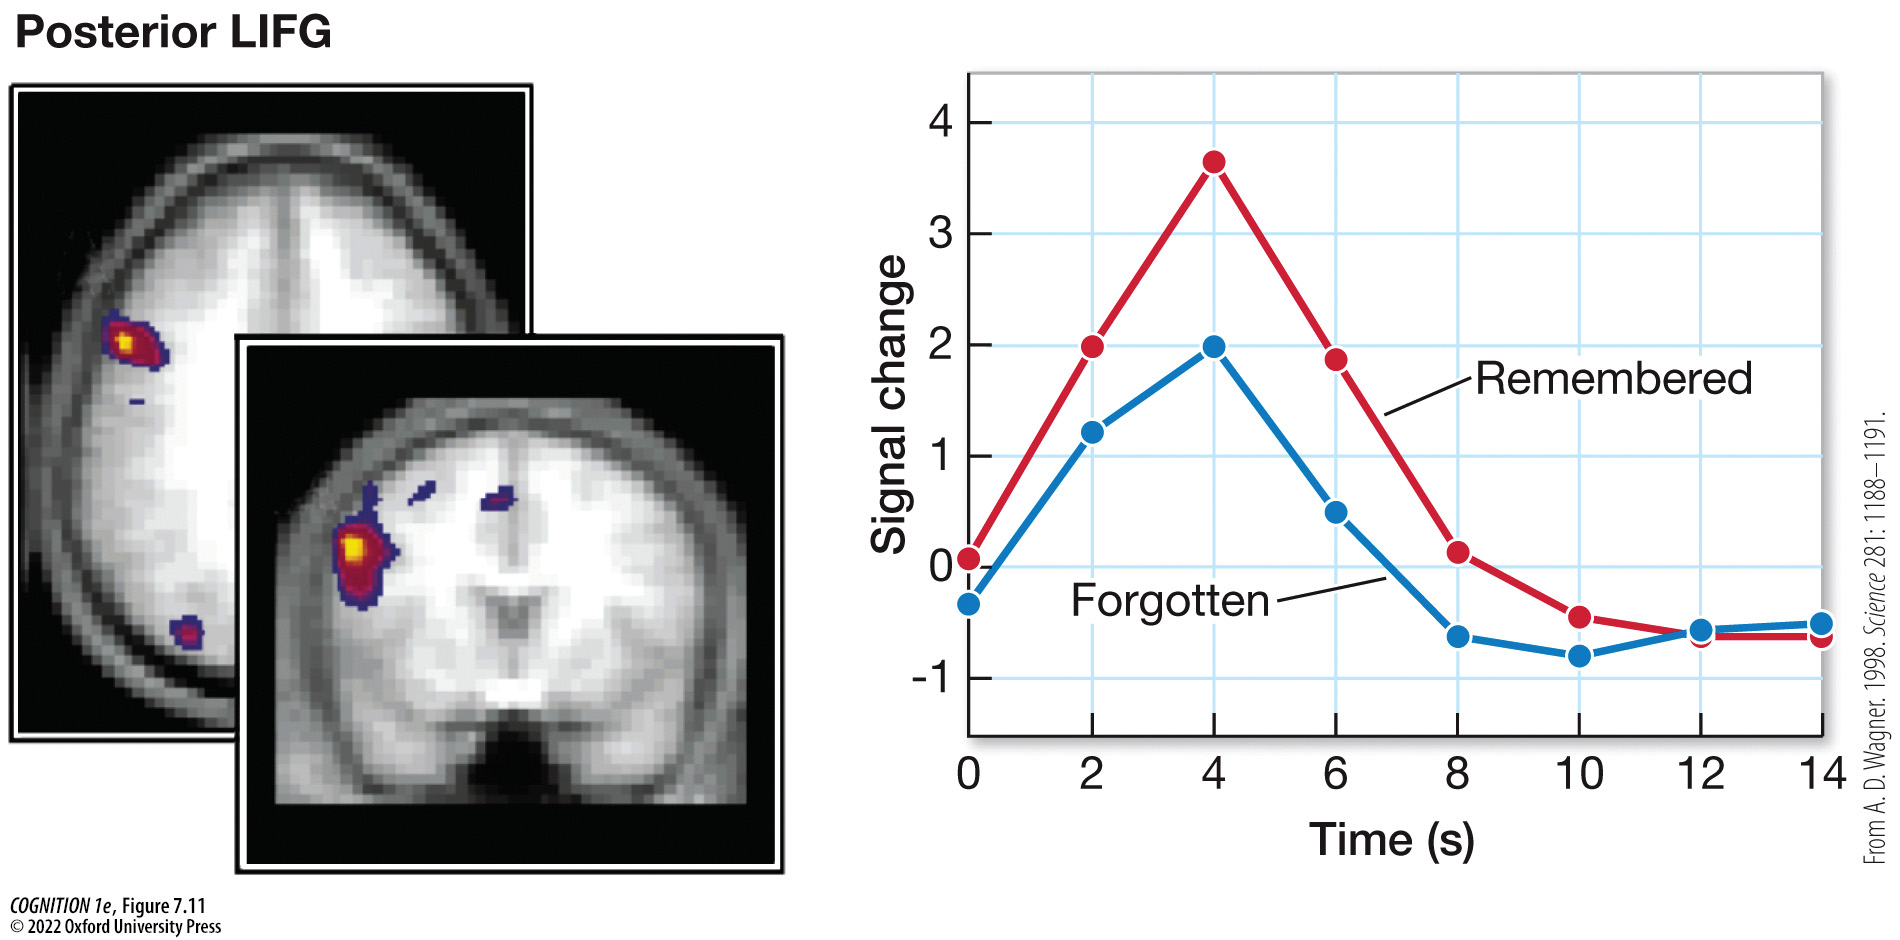 Posterior LIFG
4
3
2
1
0
-1
Signal change
Remembered
Forgotten
0 2 4 6 8 10 12 14
Time (s)
From A. D. Wagner. 1998. Science 281: 1188–1191.
COGNITION 1e, Figure 7.11
© 2022 Oxford University Press